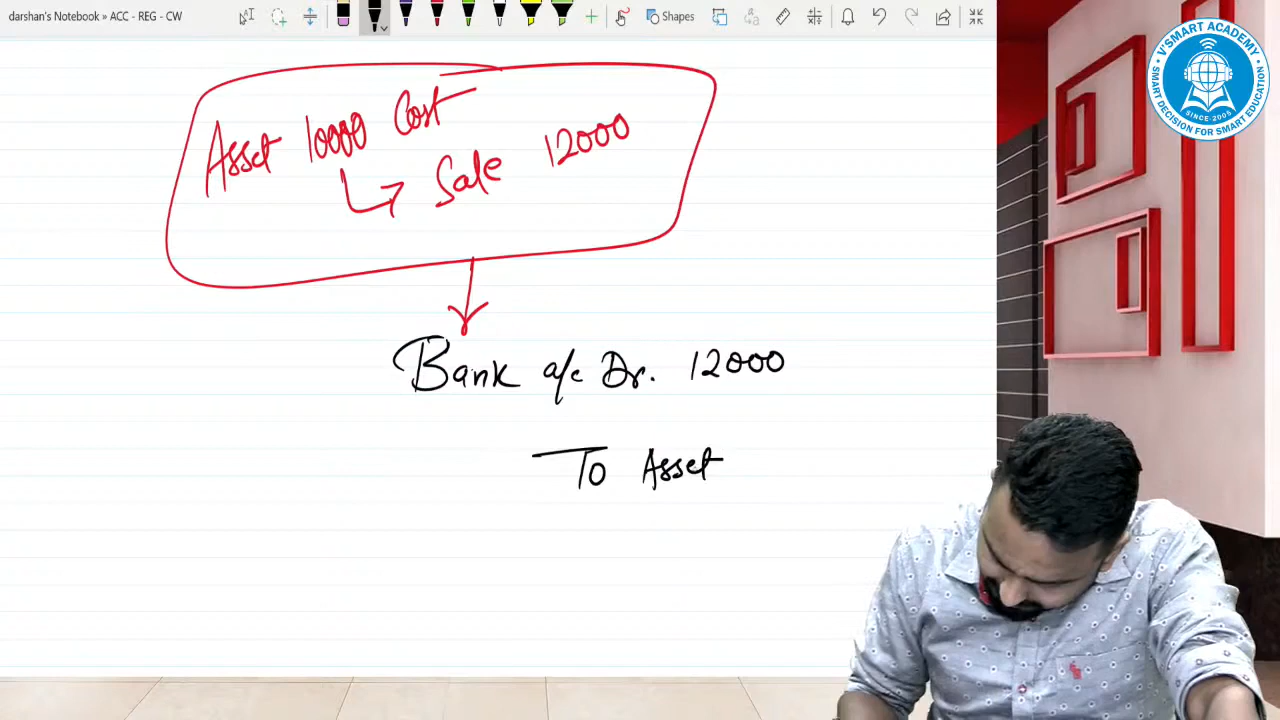 darshan's Notebook » ACC - REG - CW
Shapes
V'SMART ACADEMY
SMART DECISION FOR SMART EDUCATION
SINCE-2005
Asset 10000 Cost
Sale 12000
Bank a/c Dr. 12000
To Asset